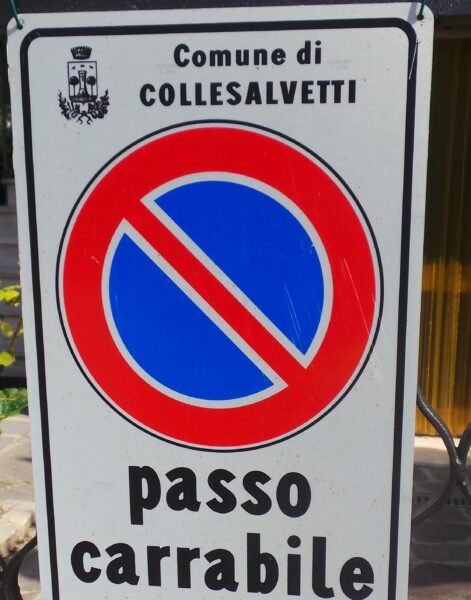 Comune di
COLLESALVETTI
passo
carrabile